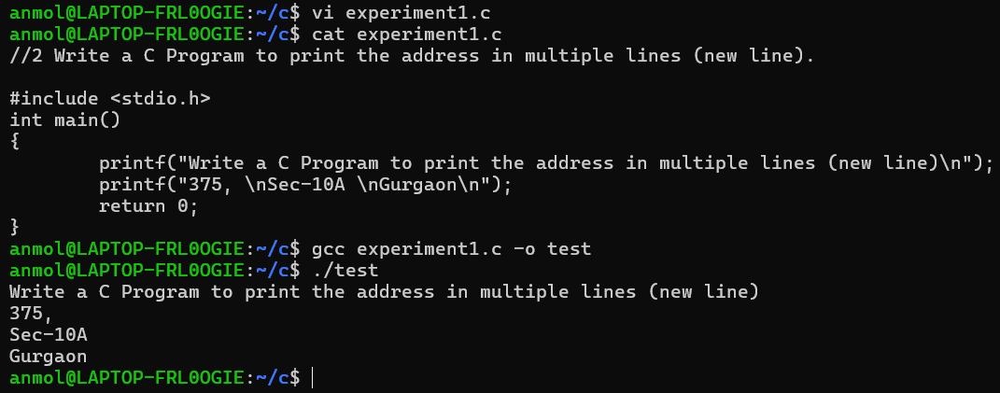 anmol@LAPTOP-FRL0OGIE:~/c$ vi experiment1.c
anmol@LAPTOP-FRL0OGIE:~/c$ cat experiment1.c
//2 Write a C Program to print the address in multiple lines (new line).

#include <stdio.h>
int main()
{
        printf("Write a C Program to print the address in multiple lines (new line)\n");
        printf("375, \nSec-10A \nGurgaon\n");
        return 0;
}
anmol@LAPTOP-FRL0OGIE:~/c$ gcc experiment1.c -o test
anmol@LAPTOP-FRL0OGIE:~/c$ ./test
Write a C Program to print the address in multiple lines (new line)
375,
Sec-10A
Gurgaon
anmol@LAPTOP-FRL0OGIE:~/c$